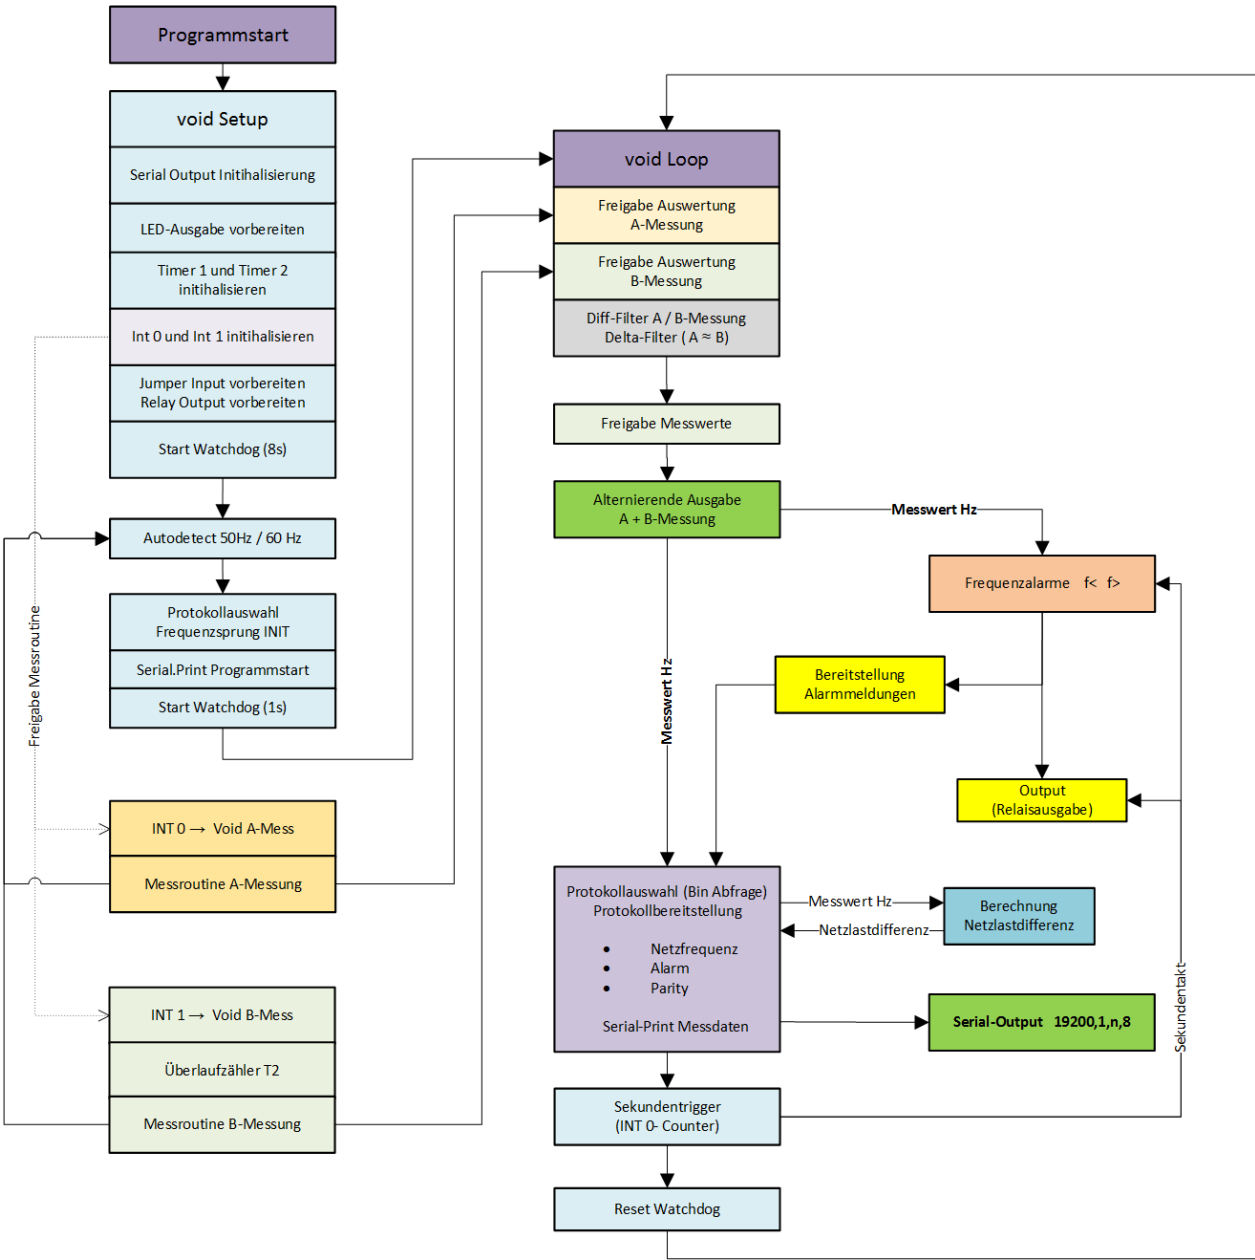 Programmstart
void Setup
Serial Output Initihalisierung
LED-Ausgabe vorbereiten
Timer 1 und Timer 2
initihalisieren
Int 0 und Int 1 initihalisieren
Jumper Input vorbereiten
Relay Output vorbereiten
Start Watchdog (8s)
Autodetect 50Hz / 60 Hz
Protokollauswahl
Frequenzsprung INIT
Serial.Print Programmstart
Start Watchdog (1s)
Freigabe Messroutine
INT 0 → Void A-Mess
Messroutine A-Messung
INT 1 → Void B-Mess
Überlaufzähler T2
Messroutine B-Messung
void Loop
Freigabe Auswertung
A-Messung
Freigabe Auswertung
B-Messung
Diff-Filter A / B-Messung
Delta-Filter ( A ≈ B)
Freigabe Messwerte
Alternierende Ausgabe
A + B-Messung
Messwert Hz
Messwert Hz
Frequenzalarme f< f>
Bereitstellung
Alarmmeldungen
Output
(Relaisausgabe)
Protokollauswahl (Bin Abfrage)
Protokollbereitstellung
• Netzfrequenz
• Alarm
• Parity
Serial-Print Messdaten
Messwert Hz
Netzlastdifferenz
Berechnung
Netzlastdifferenz
Serial-Output 19200,1,n,8
Sekundentakt
Sekundentrigger
(INT 0- Counter)
Reset Watchdog